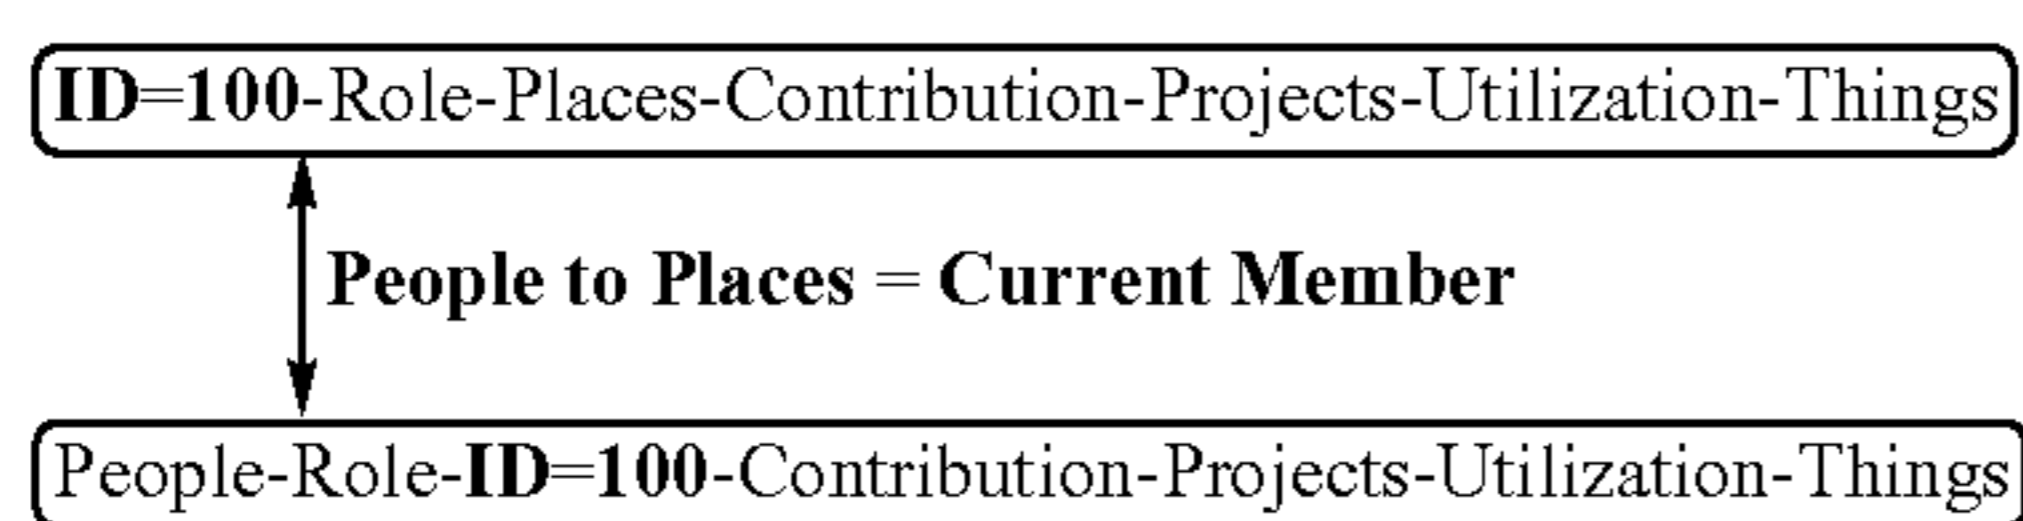 ID=100-Role-Places-Contribution-Projects-Utilization-Things
People to Places = Current Member
People-Role-ID=100-Contribution-Projects-Utilization-Things